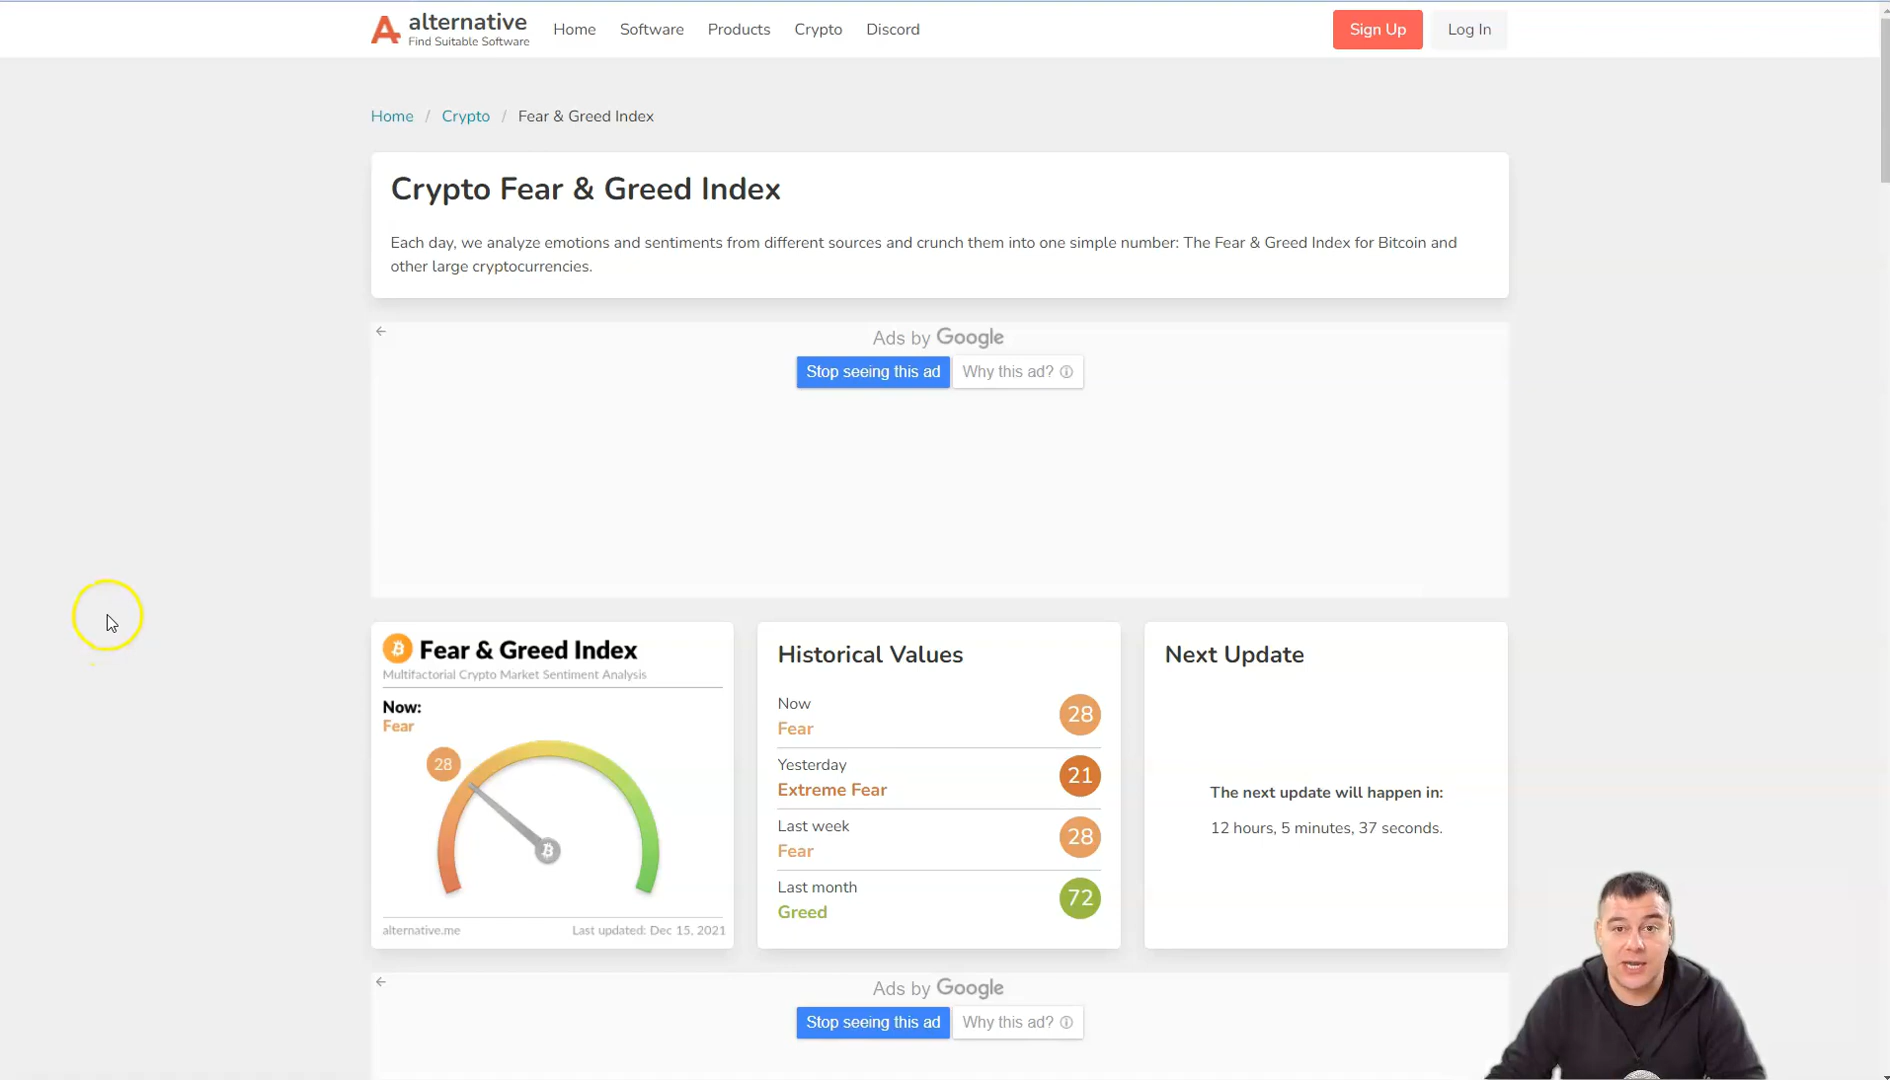 alternative
Find Suitable Software
Home
Software
Products
Crypto
Discord
Sign Up
Log In
Home / Crypto / Fear & Greed Index
Crypto Fear & Greed Index
Each day, we analyze emotions and sentiments from different sources and crunch them into one simple number: The Fear & Greed Index for Bitcoin and
other large cryptocurrencies.
Ads by Google
Stop seeing this ad
Why this ad?
Fear & Greed Index
Multifactorial Crypto Market Sentiment Analysis
Now:
Fear
28
alternative.me
Last updated: Dec 15, 2021
Historical Values
Now
Fear
28
Yesterday
Extreme Fear
21
Last week
Fear
28
Last month
Greed
72
Next Update
The next update will happen in:
12 hours, 5 minutes, 37 seconds.
Ads by Google
Stop seeing this ad
Why this ad?